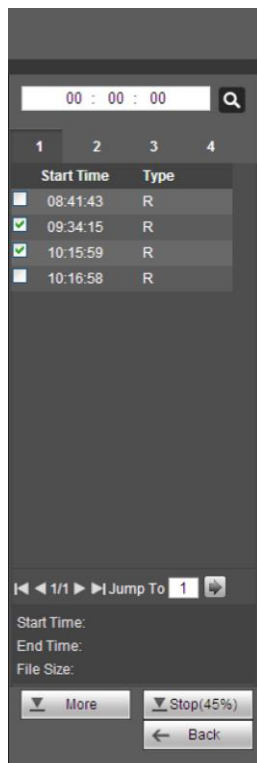 00 : 00 : 00
1 2 3 4
Start Time Type
08:41:43 R
09:34:15 R
10:15:59 R
10:16:58 R
1/1 Jump To 1
Start Time:
End Time:
File Size:
More Stop(45%)
Back